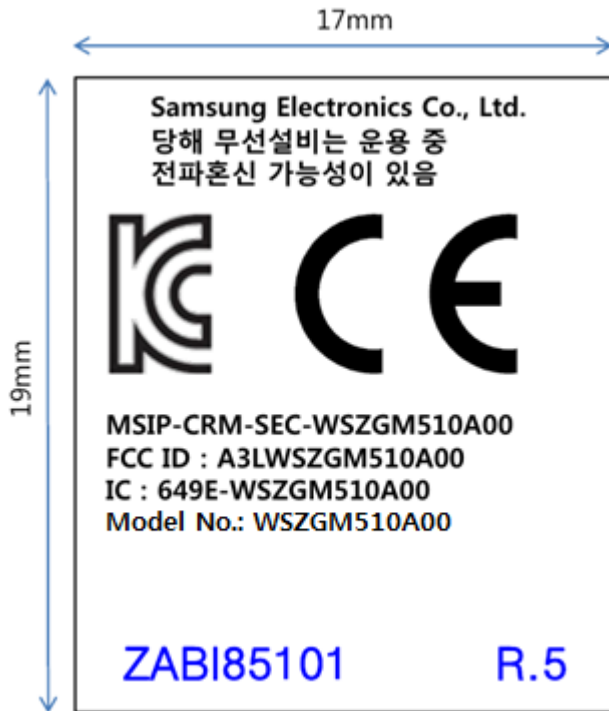 17mm
19mm
Samsung Electronics Co., Ltd.
당해 무선설비는 운용 중
전파혼신 가능성이 있음
KC CE
MSIP-CRM-SEC-WSZGM510A00
FCC ID : A3LWSZGM510A00
IC : 649E-WSZGM510A00
Model No.: WSZGM510A00
ZABI85101 R.5